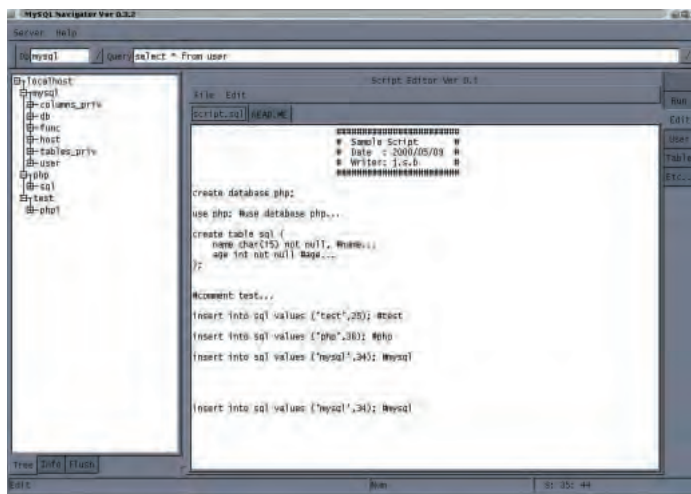 MySQL Navigator Ver 0.3.2
Server Help
DB mysql Query select * from user
localhost
mysql
columns_priv
db
func
host
tables_priv
user
php
sql
test
php1
Tree Info Flush
Script Editor Ver 0.1
File Edit
script.sql README
########################
# Sample Script #
# Date : 2000/05/09 #
# Writer: j.s.b #
########################
create database php;
use php; #use database php...
create table sql (
name char(15) not null, #name...
age int not null #age...
);
#comment test...
insert into sql values ("test",25); #test
insert into sql values ("php",36); #php
insert into sql values ("mysql",34); #mysql
insert into sql values ("mysql",34); #mysql
Run
Edit
User
Table
Etc..
Edit
Num